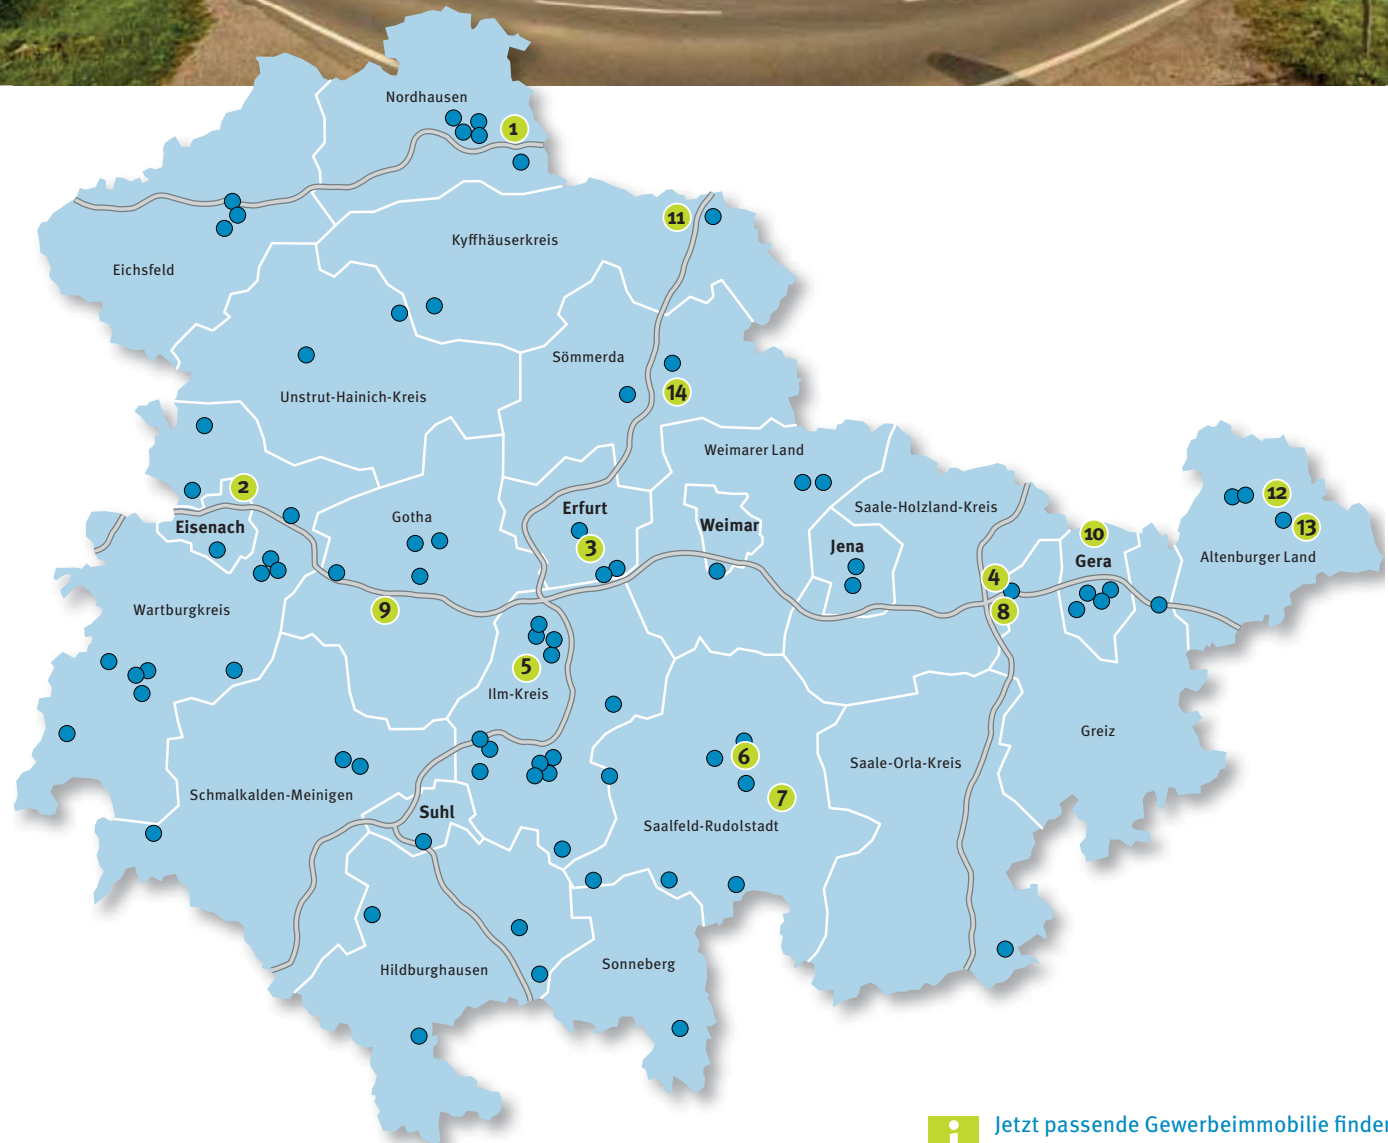 Nordhausen
1
11
Kyffhäuserkreis
Eichsfeld
Sömmerda
14
Unstrut-Hainich-Kreis
Weimarer Land
2
12
Erfurt
Saale-Holzland-Kreis
Gotha
Weimar
13
Eisenach
10
3
Jena
Gera
Altenburger Land
4
9
8
Wartburgkreis
5
Ilm-Kreis
Greiz
6
Saale-Orla-Kreis
Schmalkalden-Meinigen
7
Suhl
Saalfeld-Rudolstadt
Sonneberg
Hildburghausen
i Jetzt passende Gewerbeimmobilie finden